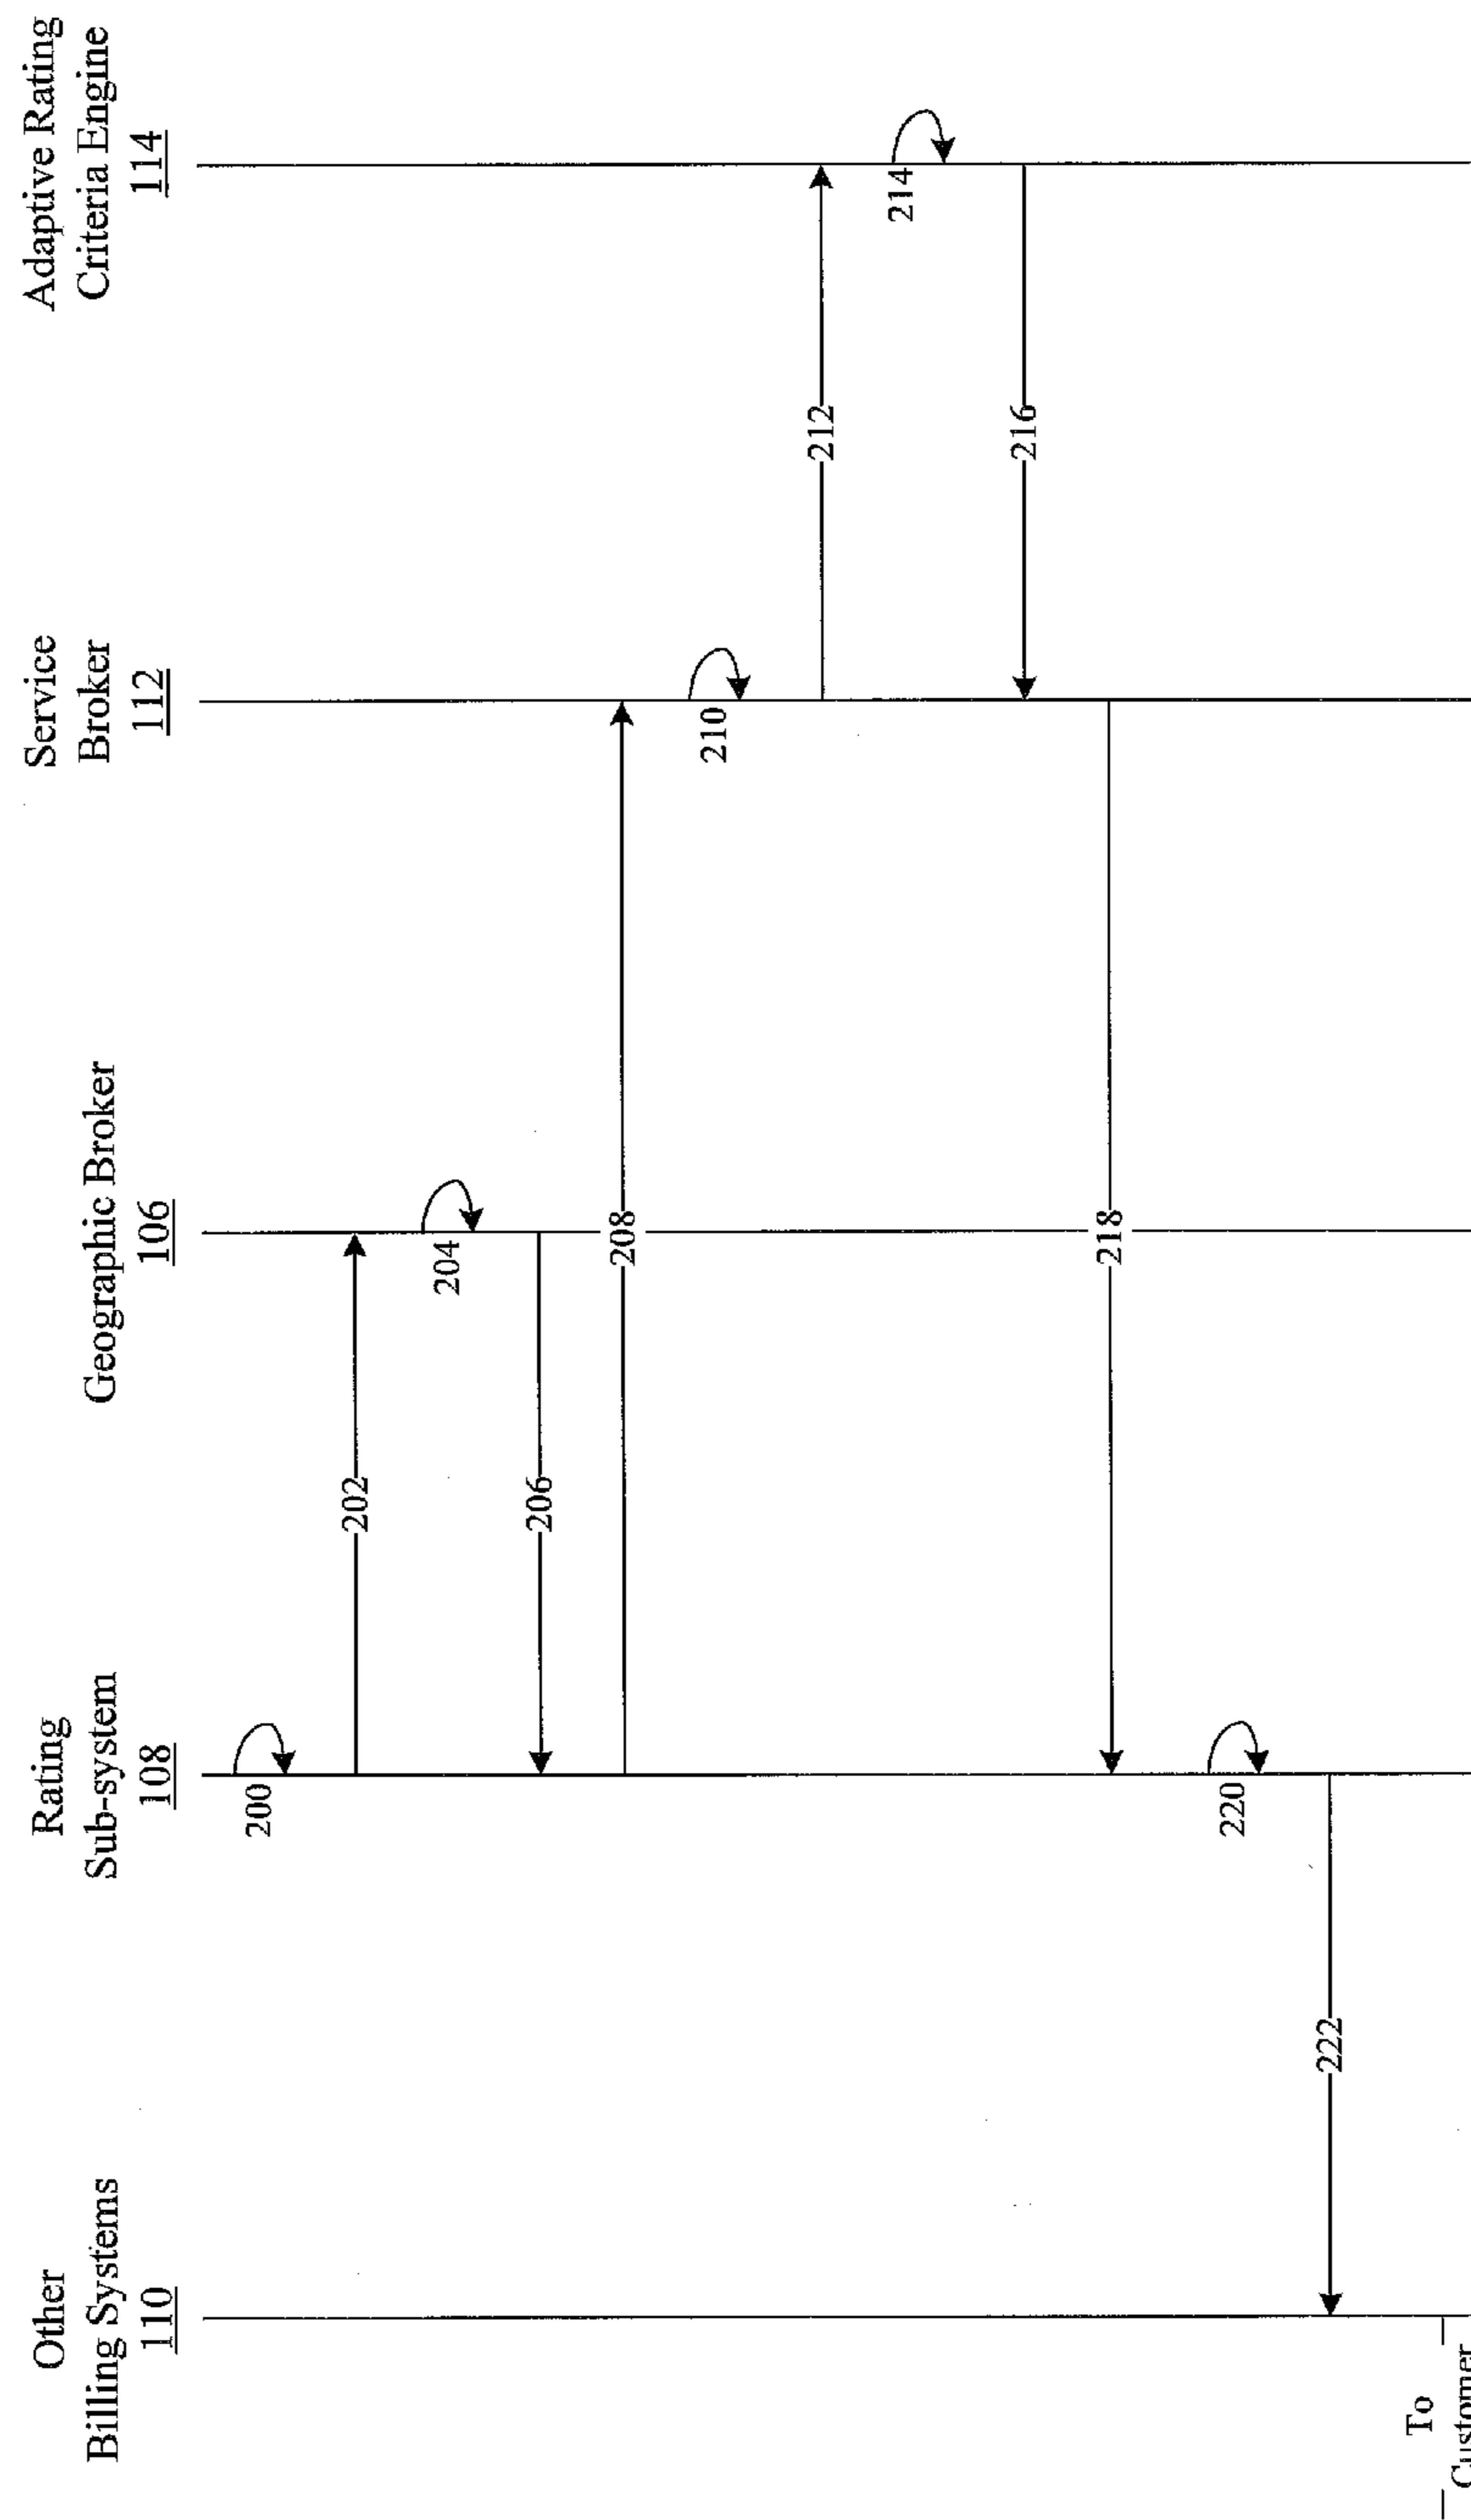 Other
Billing Systems
110
Rating
Sub-system
108
Geographic Broker
106
Service
Broker
112
Adaptive Rating
Criteria Engine
114
200
202
204
206
208
210
212
214
216
218
220
222
To
Customer